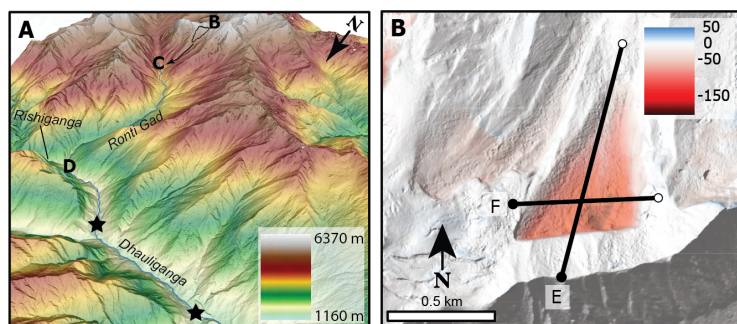 A
B
N
C
Rishiganga
Ronti Gad
D
Dhauliganga
6370 m
1160 m
B
50
0
-50
-150
F
N
E
0.5 km